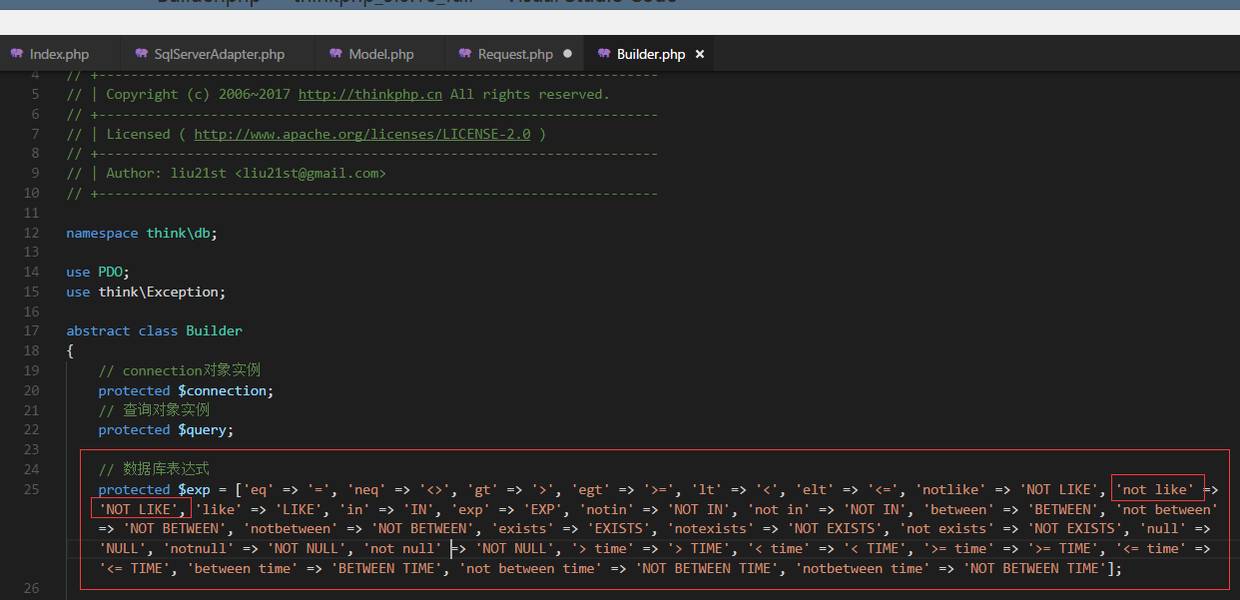 Index.php SqlServerAdapter.php Model.php Request.php Builder.php
4 // +----------------------------------------------------------------------
5 // | Copyright (c) 2006~2017 http://thinkphp.cn All rights reserved.
6 // +----------------------------------------------------------------------
7 // | Licensed ( http://www.apache.org/licenses/LICENSE-2.0 )
8 // +----------------------------------------------------------------------
9 // | Author: liu21st <liu21st@gmail.com>
10 // +----------------------------------------------------------------------
11
12 namespace think\db;
13
14 use PDO;
15 use think\Exception;
16
17 abstract class Builder
18 {
19 // connection对象实例
20 protected $connection;
21 // 查询对象实例
22 protected $query;
23
24 // 数据库表达式
25 protected $exp = ['eq' => '=', 'neq' => '<>', 'gt' => '>', 'egt' => '>=', 'lt' => '<', 'elt' => '<=', 'notlike' => 'NOT LIKE', 'not like' =>
'NOT LIKE', 'like' => 'LIKE', 'in' => 'IN', 'exp' => 'EXP', 'notin' => 'NOT IN', 'not in' => 'NOT IN', 'between' => 'BETWEEN', 'not between'
=> 'NOT BETWEEN', 'notbetween' => 'NOT BETWEEN', 'exists' => 'EXISTS', 'notexists' => 'NOT EXISTS', 'not exists' => 'NOT EXISTS', 'null' =>
'NULL', 'notnull' => 'NOT NULL', 'not null' => 'NOT NULL', '> time' => '> TIME', '< time' => '< TIME', '>= time' => '>= TIME', '<= time' =>
'<= TIME', 'between time' => 'BETWEEN TIME', 'not between time' => 'NOT BETWEEN TIME', 'notbetween time' => 'NOT BETWEEN TIME'];
26